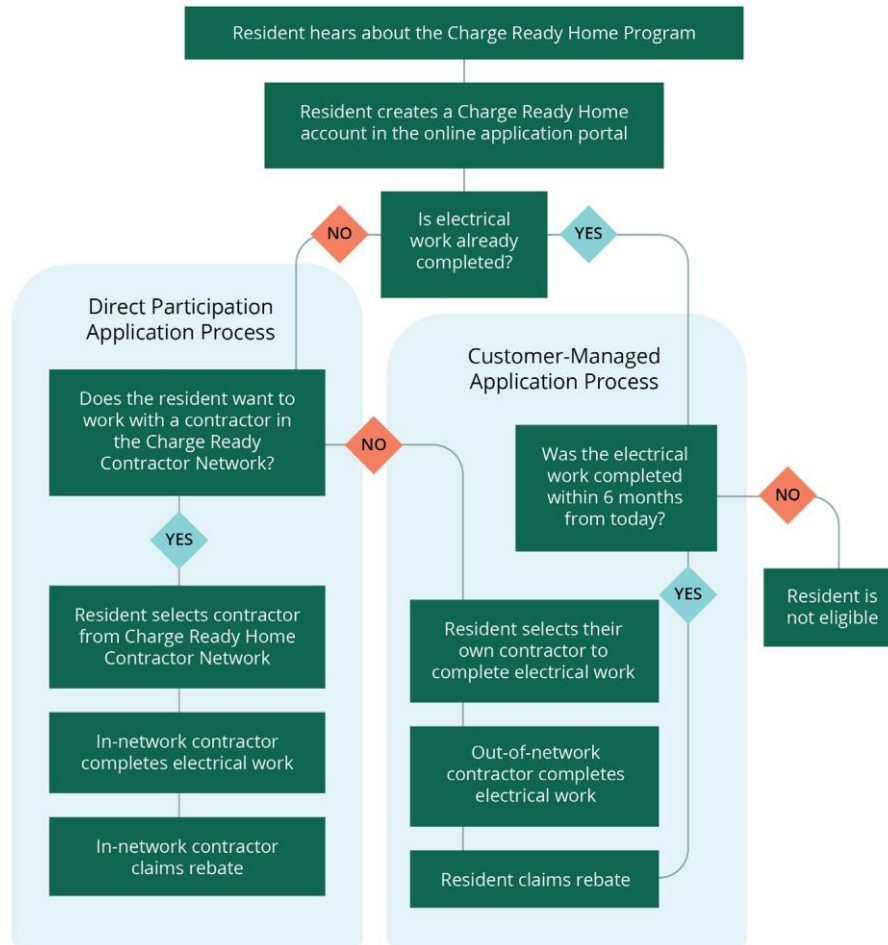 Resident hears about the Charge Ready Home Program
Resident creates a Charge Ready Home
account in the online application portal
Is electrical
work already
completed?
NO
YES
Direct Participation
Application Process
Does the resident want to
work with a contractor in
the Charge Ready
Contractor Network?
NO
YES
Resident selects contractor
from Charge Ready Home
Contractor Network
In-network contractor
completes electrical work
In-network contractor
claims rebate
Customer-Managed
Application Process
Was the electrical
work completed
within 6 months
from today?
NO
YES
Resident is
not eligible
Resident selects their
own contractor to
complete electrical work
Out-of-network
contractor completes
electrical work
Resident claims rebate